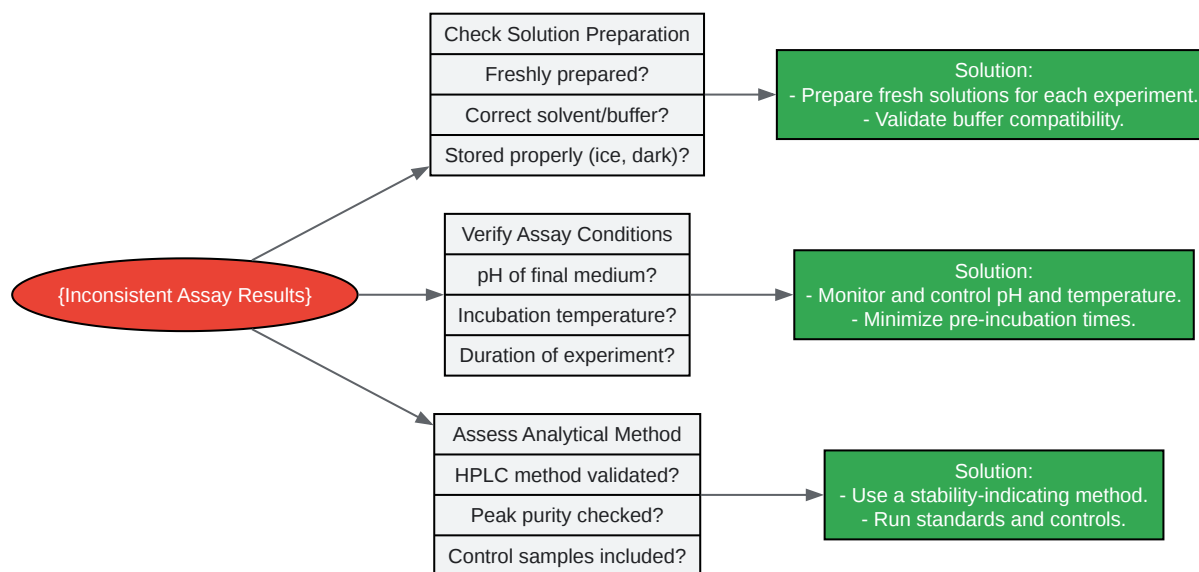 {Inconsistent Assay Results}
Check Solution Preparation
Freshly prepared?
Correct solvent/buffer?
Stored properly (ice, dark)?
Solution:
- Prepare fresh solutions for each experiment.
- Validate buffer compatibility.
Verify Assay Conditions
pH of final medium?
Incubation temperature?
Duration of experiment?
Solution:
- Monitor and control pH and temperature.
- Minimize pre-incubation times.
Assess Analytical Method
HPLC method validated?
Peak purity checked?
Control samples included?
Solution:
- Use a stability-indicating method.
- Run standards and controls.